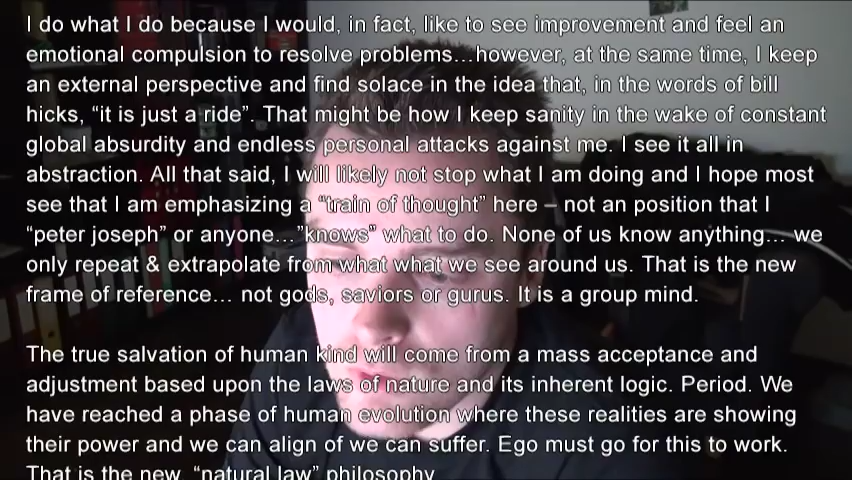 I do what I do because I would, in fact, like to see improvement and feel an
emotional compulsion to resolve problems…however, at the same time, I keep
an external perspective and find solace in the idea that, in the words of bill
hicks, “it is just a ride”. That might be how I keep sanity in the wake of constant
global absurdity and endless personal attacks against me. I see it all in
abstraction. All that said, I will likely not stop what I am doing and I hope most
see that I am emphasizing a “train of thought” here – not an position that I
“peter joseph” or anyone…”knows” what to do. None of us know anything… we
only repeat & extrapolate from what what we see around us. That is the new
frame of reference… not gods, saviors or gurus. It is a group mind.

The true salvation of human kind will come from a mass acceptance and
adjustment based upon the laws of nature and its inherent logic. Period. We
have reached a phase of human evolution where these realities are showing
their power and we can align of we can suffer. Ego must go for this to work.
That is the new, “natural law” philosophy